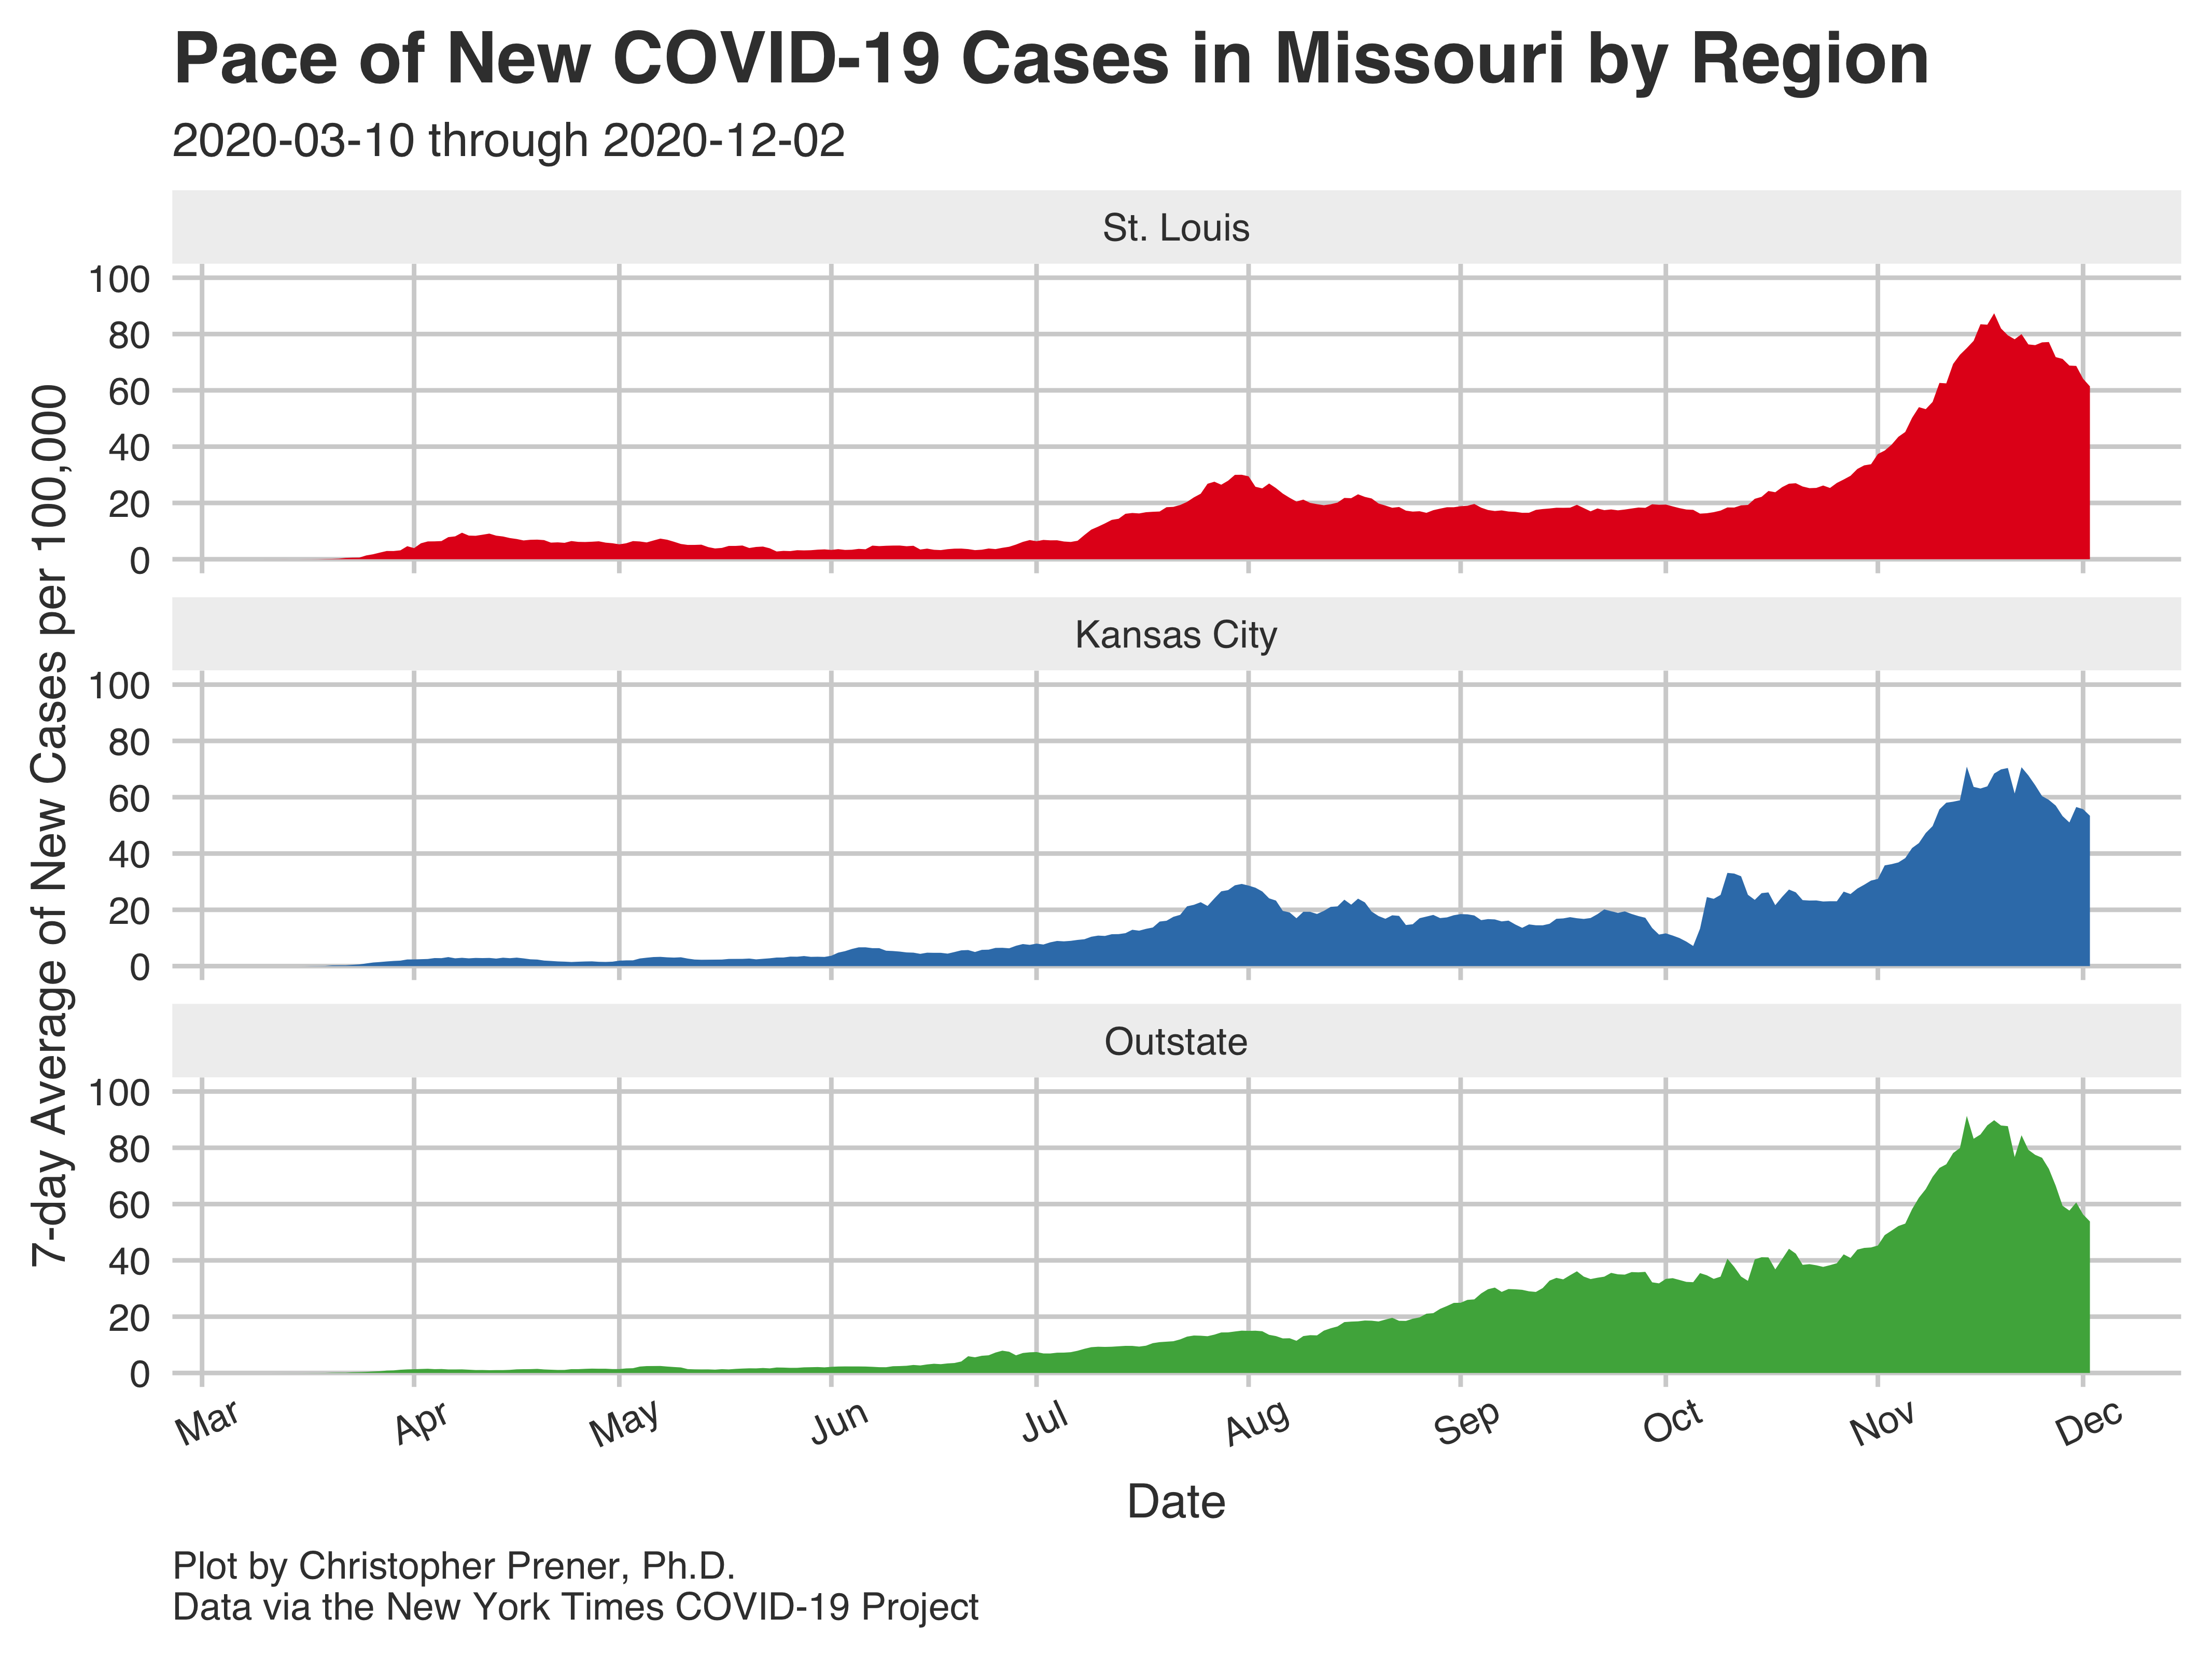 Pace of New COVID-19 Cases in Missouri by Region
2020-03-10 through 2020-12-02
7-day Average of New Cases per 100,000
St. Louis
100
80
60
40
20
0
Kansas City
100
80
60
40
20
0
Outstate
100
80
60
40
20
0
Mar Apr May Jun Jul Aug Sep Oct Nov Dec
Date
Plot by Christopher Prener, Ph.D.
Data via the New York Times COVID-19 Project